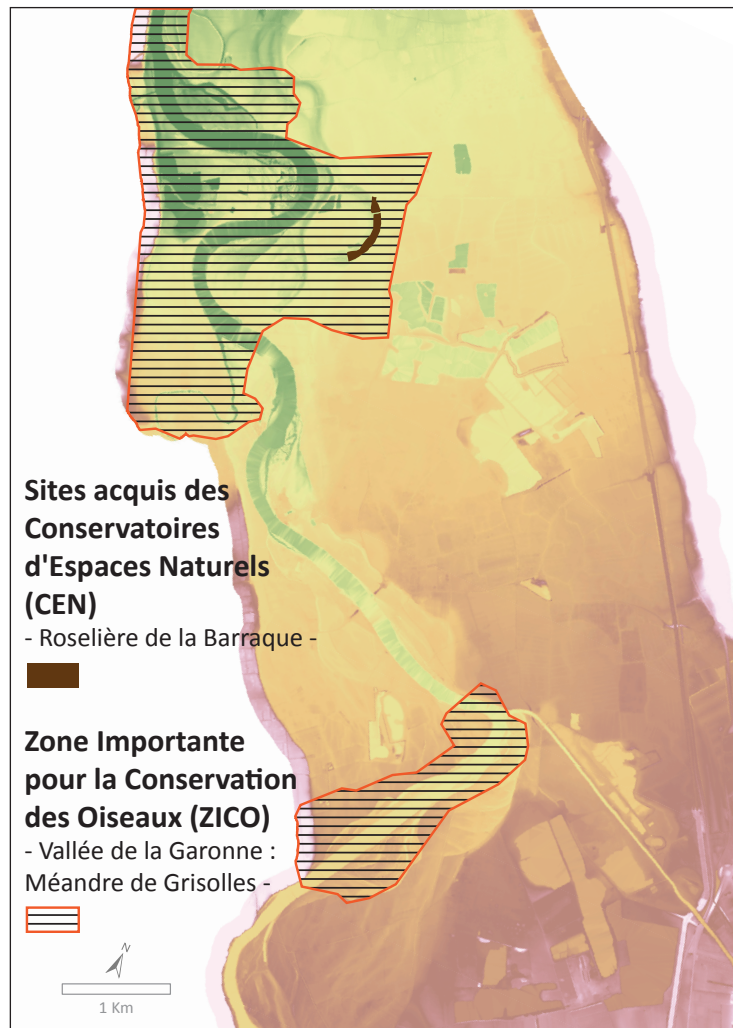 Sites acquis des
Conservatoires
d'Espaces Naturels
(CEN)
- Roselière de la Barraque -
Zone Importante
pour la Conservation
des Oiseaux (ZICO)
- Vallée de la Garonne :
Méandre de Grisolles -
N
1 Km